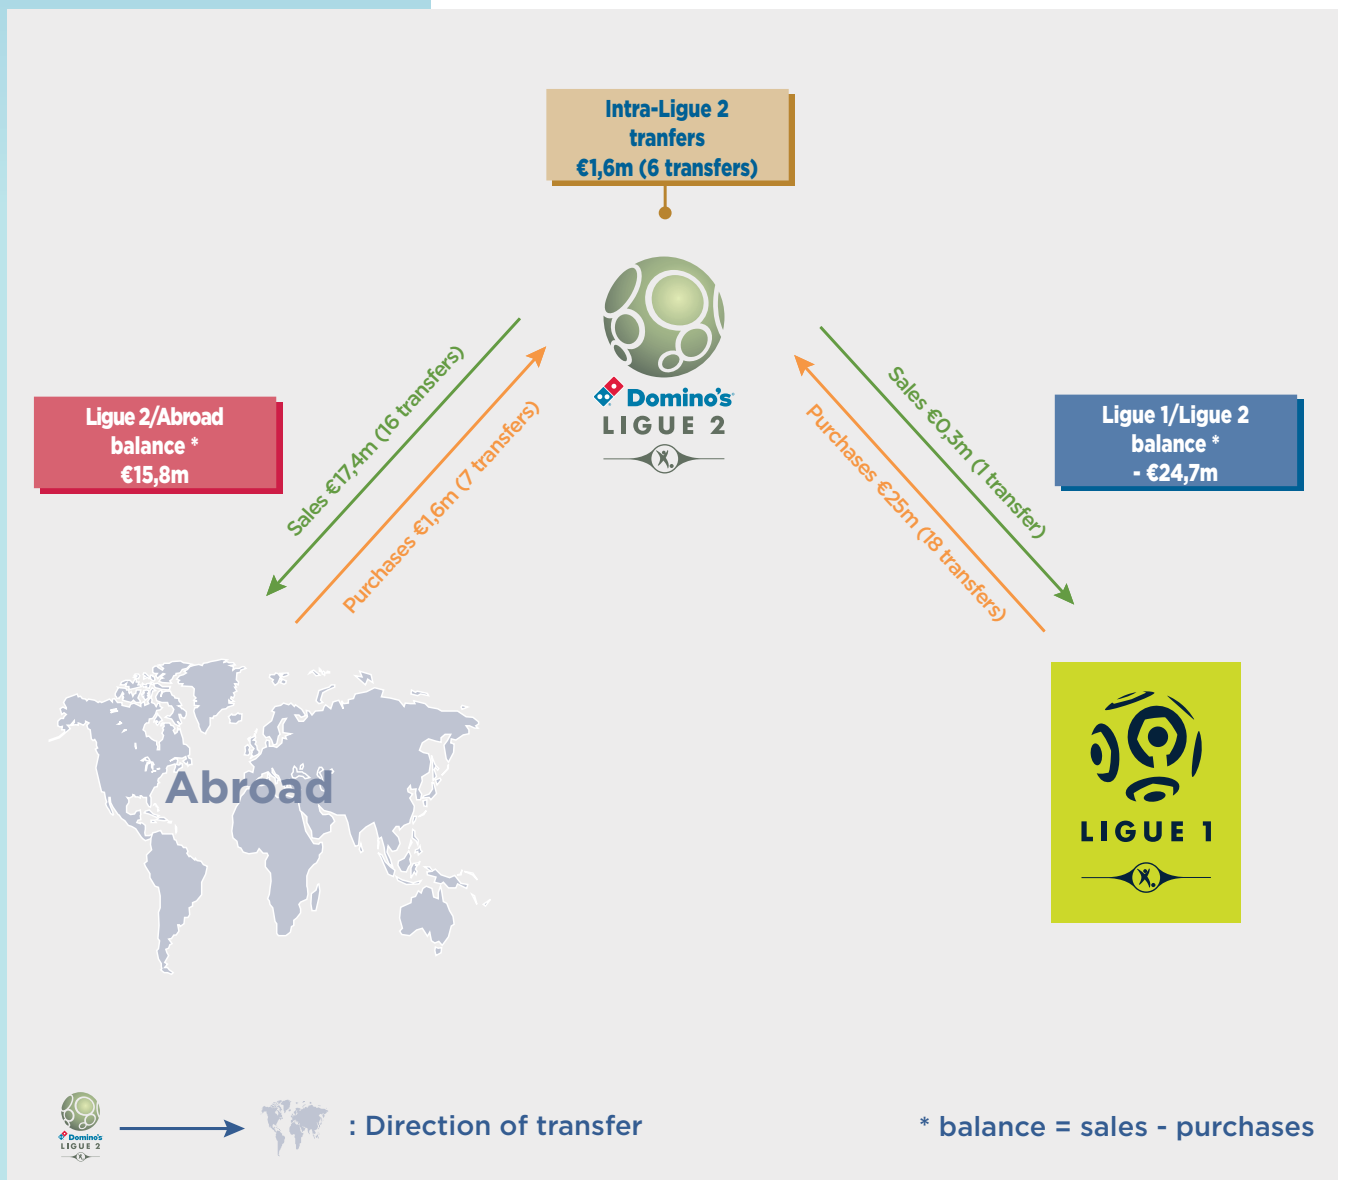 Intra-Ligue 2
tranfers
€1,6m (6 transfers)
Domino's
LIGUE 2
Sales €17,4m (16 transfers)
Purchases €1,6m (7 transfers)
Sales €0,3m (1 transfer)
Purchases €25m (18 transfers)
Ligue 2/Abroad
balance *
€15,8m
Ligue 1/Ligue 2
balance *
- €24,7m
Abroad
LIGUE 1
Domino's
LIGUE 2
: Direction of transfer
* balance = sales - purchases